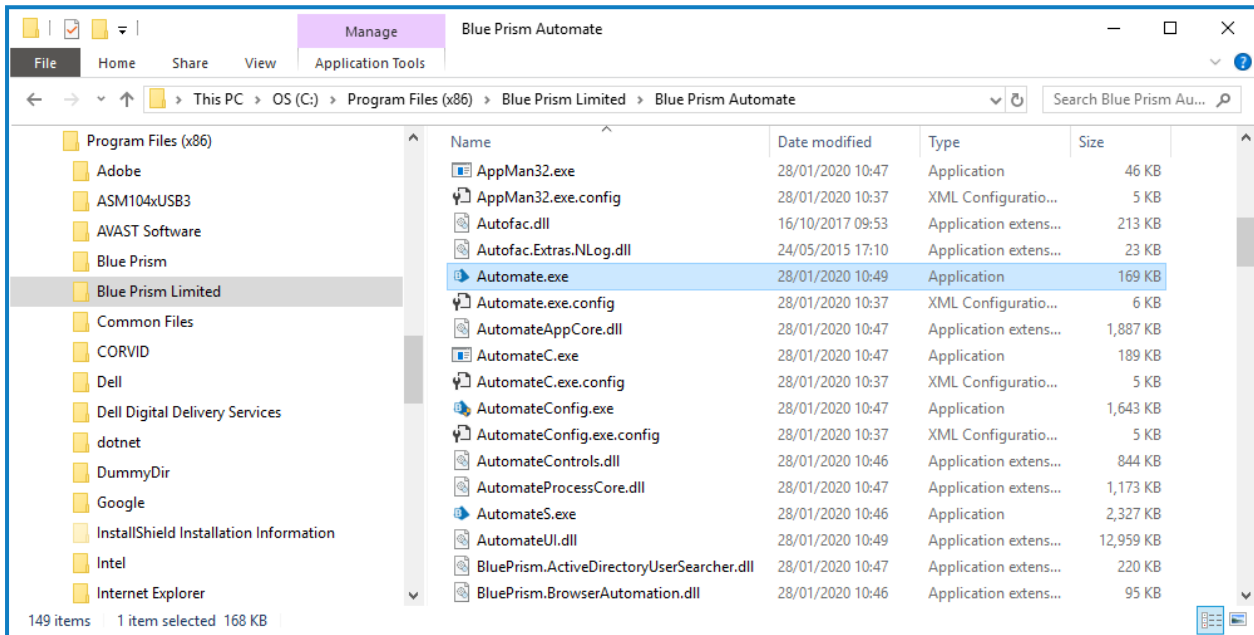 Manage Blue Prism Automate
File Home Share View Application Tools
This PC > OS (C:) > Program Files (x86) > Blue Prism Limited > Blue Prism Automate Search Blue Prism Au...
Program Files (x86)
Adobe
ASM104xUSB3
AVAST Software
Blue Prism
Blue Prism Limited
Common Files
CORVID
Dell
Dell Digital Delivery Services
dotnet
DummyDir
Google
InstallShield Installation Information
Intel
Internet Explorer
Name Date modified Type Size
AppMan32.exe 28/01/2020 10:47 Application 46 KB
AppMan32.exe.config 28/01/2020 10:37 XML Configuratio... 5 KB
Autofac.dll 16/10/2017 09:53 Application extens... 213 KB
Autofac.Extras.NLog.dll 24/05/2015 17:10 Application extens... 23 KB
Automate.exe 28/01/2020 10:49 Application 169 KB
Automate.exe.config 28/01/2020 10:37 XML Configuratio... 6 KB
AutomateAppCore.dll 28/01/2020 10:47 Application extens... 1,887 KB
AutomateC.exe 28/01/2020 10:47 Application 189 KB
AutomateC.exe.config 28/01/2020 10:37 XML Configuratio... 5 KB
AutomateConfig.exe 28/01/2020 10:47 Application 1,643 KB
AutomateConfig.exe.config 28/01/2020 10:37 XML Configuratio... 5 KB
AutomateControls.dll 28/01/2020 10:46 Application extens... 844 KB
AutomateProcessCore.dll 28/01/2020 10:47 Application extens... 1,173 KB
AutomateS.exe 28/01/2020 10:46 Application 2,327 KB
AutomateUI.dll 28/01/2020 10:49 Application extens... 12,959 KB
BluePrism.ActiveDirectoryUserSearcher.dll 28/01/2020 10:47 Application extens... 220 KB
BluePrism.BrowserAutomation.dll 28/01/2020 10:46 Application extens... 95 KB
149 items 1 item selected 168 KB